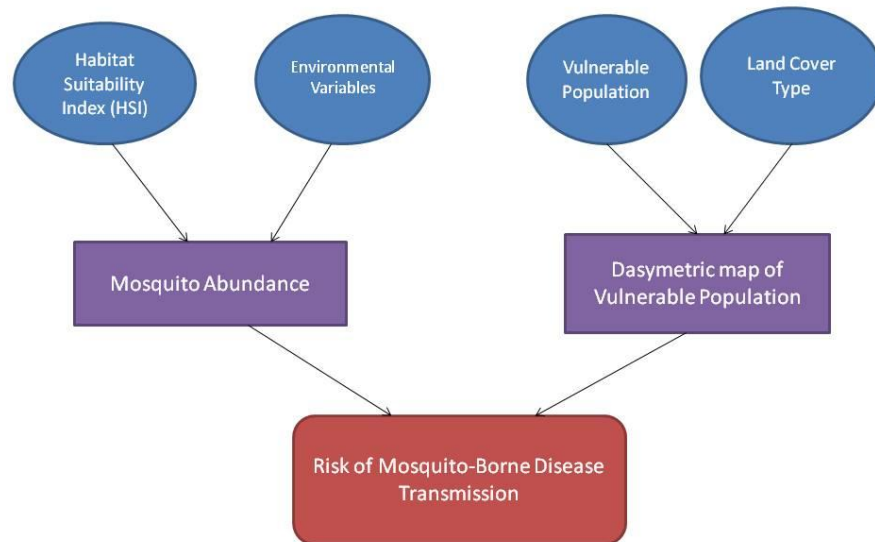 Habitat
Suitability
Index (HSI)
Environmental
Variables
Vulnerable
Population
Land Cover
Type
Mosquito Abundance
Dasymetric map of
Vulnerable Population
Risk of Mosquito-Borne Disease
Transmission